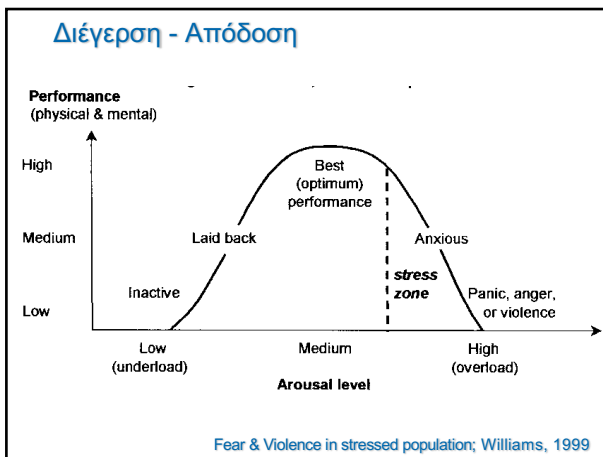 Διέγερση - Απόδοση
Performance
(physical & mental)
High
Medium
Low
Best
(optimum)
performance
Laid back
Anxious
Inactive
stress
zone
Panic, anger,
or violence
Low
(underload)
Medium
High
(overload)
Arousal level
Fear & Violence in stressed population; Williams, 1999